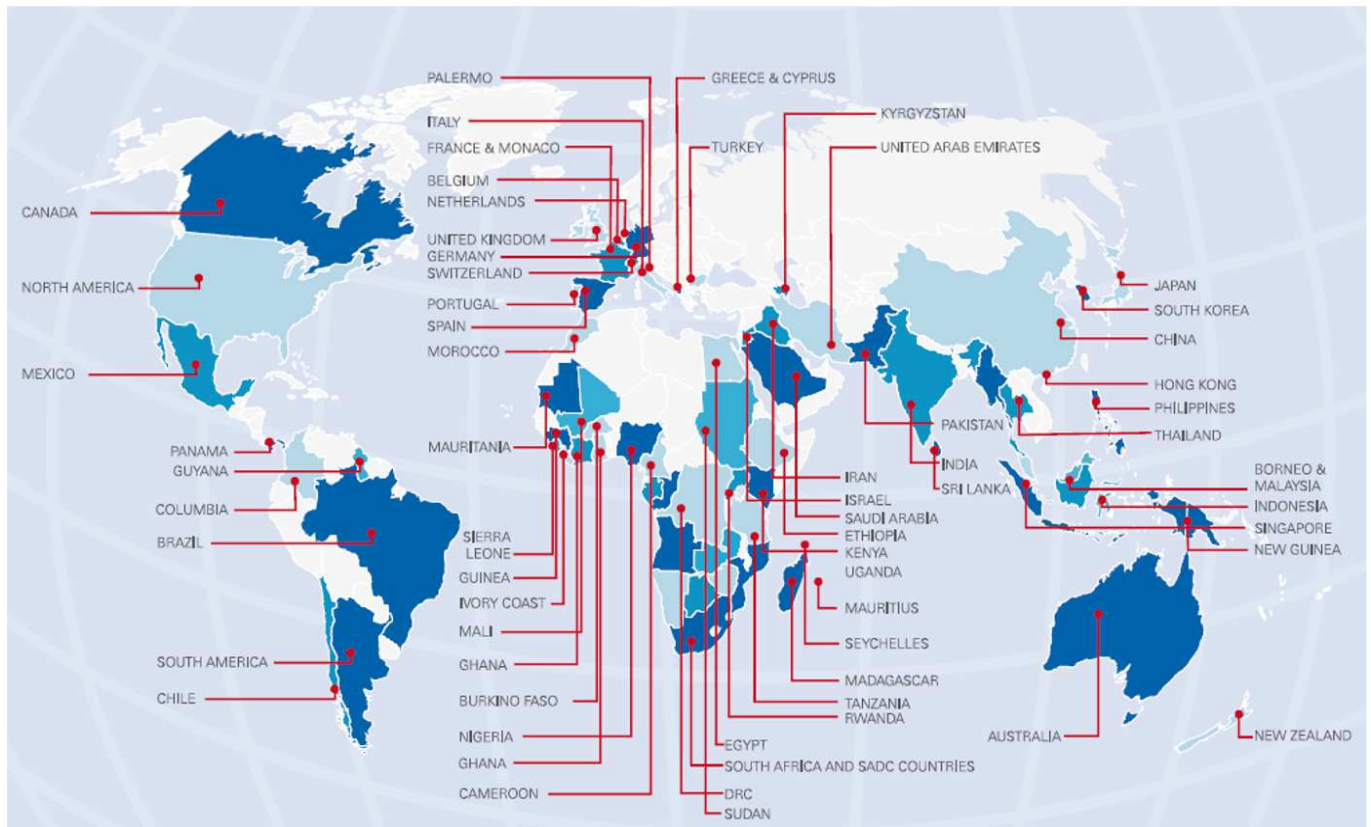 PALERMO
GREECE & CYPRUS
ITALY
KYRGYZSTAN
FRANCE & MONACO
TURKEY
UNITED ARAB EMIRATES
BELGIUM
NETHERLANDS
CANADA
UNITED KINGDOM
GERMANY
SWITZERLAND
NORTH AMERICA
JAPAN
PORTUGAL
SOUTH KOREA
SPAIN
CHINA
MOROCCO
MEXICO
HONG KONG
PHILIPPINES
PAKISTAN
THAILAND
MAURITANIA
PANAMA
GUYANA
INDIA
BORNEO &
MALAYSIA
IRAN
SRI LANKA
ISRAEL
INDONESIA
COLUMBIA
SAUDI ARABIA
SINGAPORE
BRAZIL
SIERRA
LEONE
ETHIOPIA
KENYA
NEW GUINEA
GUINEA
UGANDA
IVORY COAST
MAURITIUS
MALI
SEYCHELLES
SOUTH AMERICA
GHANA
MADAGASCAR
CHILE
BURKINO FASO
TANZANIA
RWANDA
NIGERIA
EGYPT
AUSTRALIA
NEW ZEALAND
GHANA
SOUTH AFRICA AND SADC COUNTRIES
CAMEROON
DRC
SUDAN